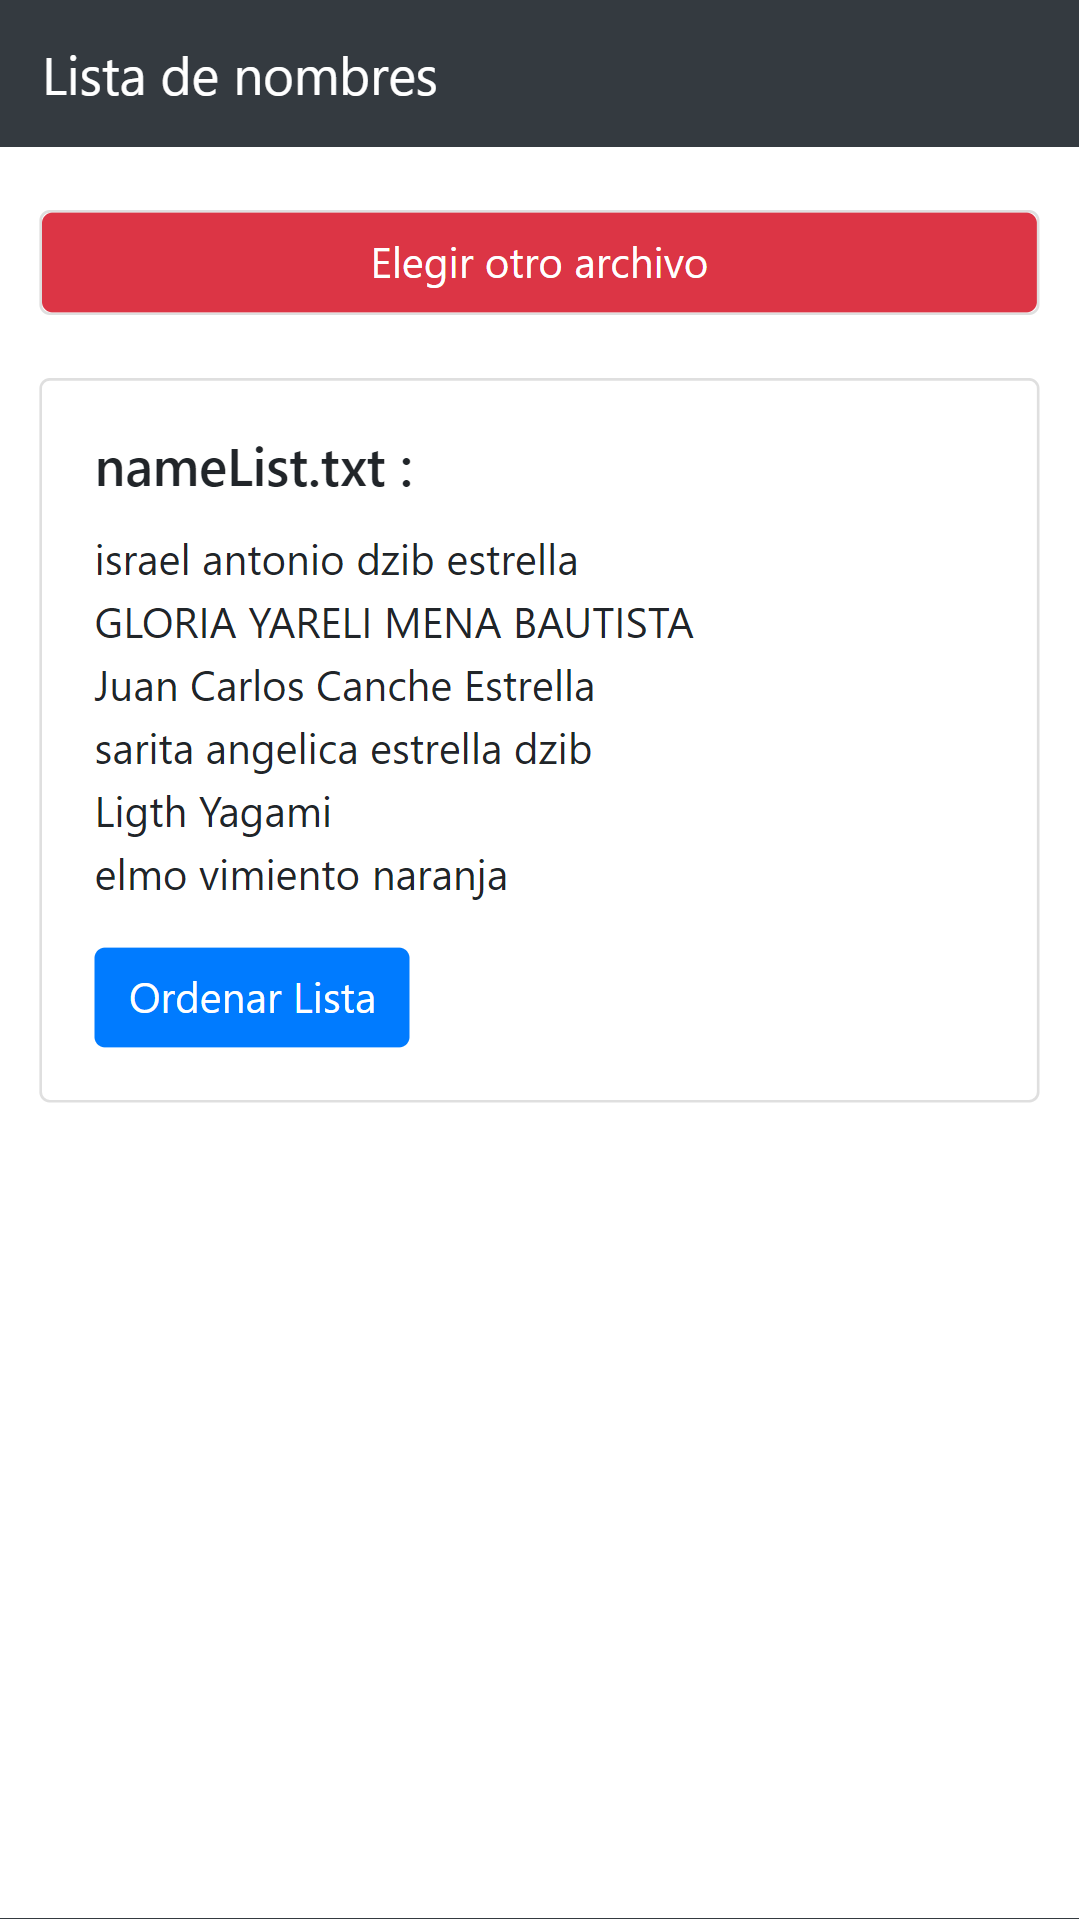 Lista de nombres
Elegir otro archivo
nameList.txt :
israel antonio dzib estrella
GLORIA YARELI MENA BAUTISTA
Juan Carlos Canche Estrella
sarita angelica estrella dzib
Ligth Yagami
elmo vimiento naranja
Ordenar Lista